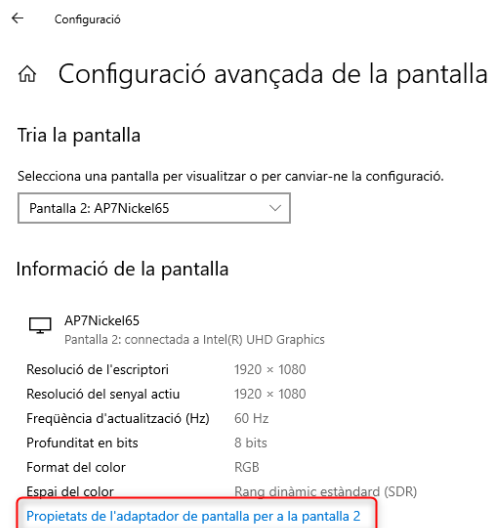 Configuració
Configuració avançada de la pantalla
Tria la pantalla
Selecciona una pantalla per visualitzar o per canviar-ne la configuració.
Pantalla 2: AP7Nickel65
Informació de la pantalla
AP7Nickel65
Pantalla 2: connectada a Intel(R) UHD Graphics
Resolució de l'escriptori 1920 × 1080
Resolució del senyal actiu 1920 × 1080
Freqüència d'actualització (Hz) 60 Hz
Profunditat en bits 8 bits
Format del color RGB
Espai del color Rang dinàmic estàndard (SDR)
Propietats de l'adaptador de pantalla per a la pantalla 2